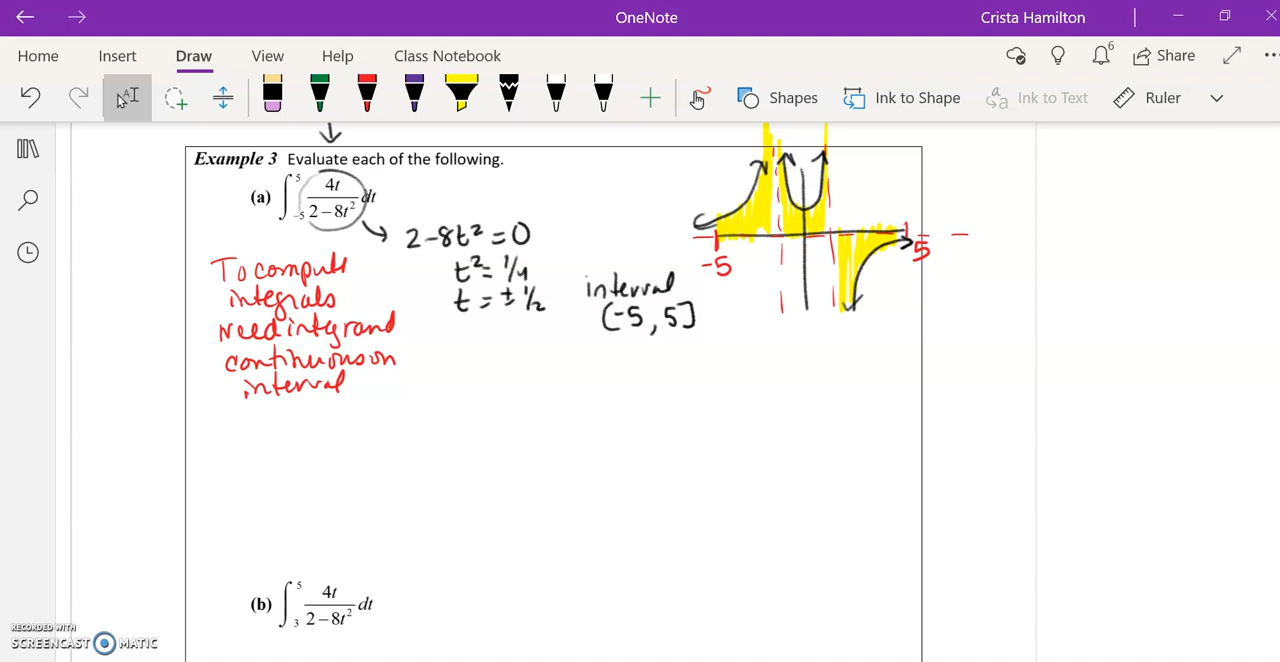 OneNote
Crista Hamilton
Home Insert Draw View Help Class Notebook
6
Share
Shapes
Ink to Shape
Ink to Text
Ruler
Example 3 Evaluate each of the following.
(a) ∫_{-5}^{5} 4t/(2-8t²) dt
2-8t² = 0
t² = 1/4
t = ± 1/2
To compute
integrals
need integrand
continuous on
interval
interval
[-5, 5]
-5
5
(b) ∫_{3}^{5} 4t/(2-8t²) dt
RECORDED WITH
SCREENCAST MATIC